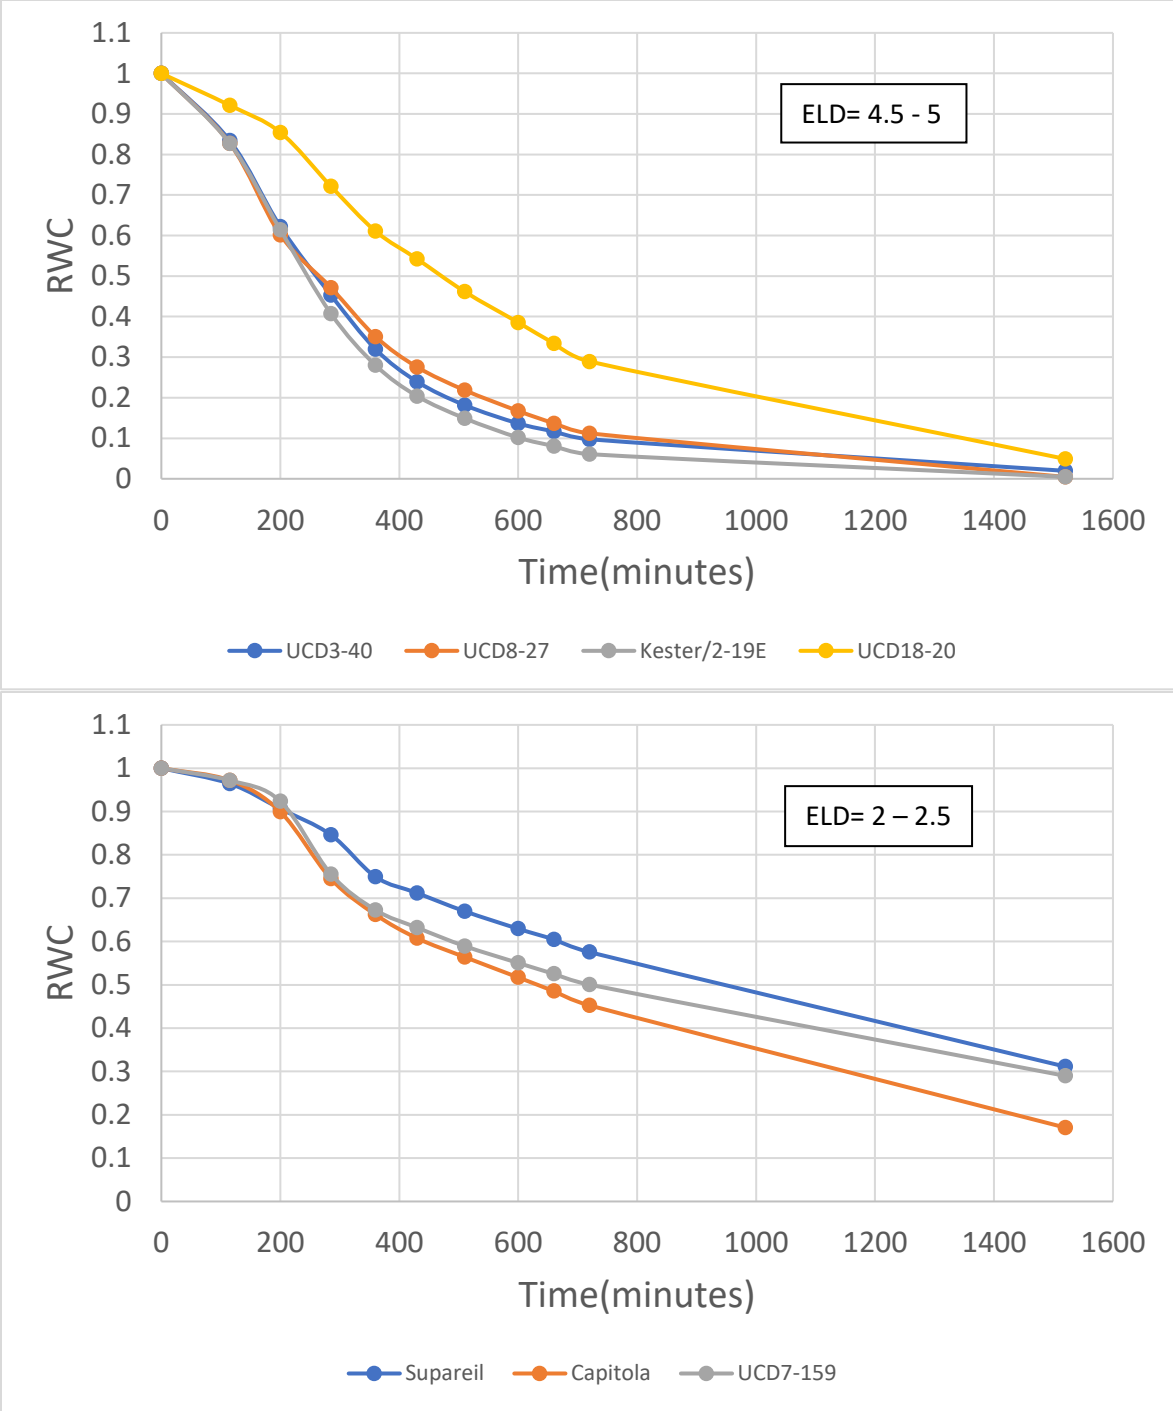 1.1
1
0.9
0.8
0.7
0.6
0.5
0.4
0.3
0.2
0.1
0
RWC
ELD= 4.5 - 5
0 200 400 600 800 1000 1200 1400 1600
Time(minutes)
UCD3-40 UCD8-27 Kester/2-19E UCD18-20
1.1
1
0.9
0.8
0.7
0.6
0.5
0.4
0.3
0.2
0.1
0
RWC
ELD= 2 – 2.5
0 200 400 600 800 1000 1200 1400 1600
Time(minutes)
Supareil Capitola UCD7-159